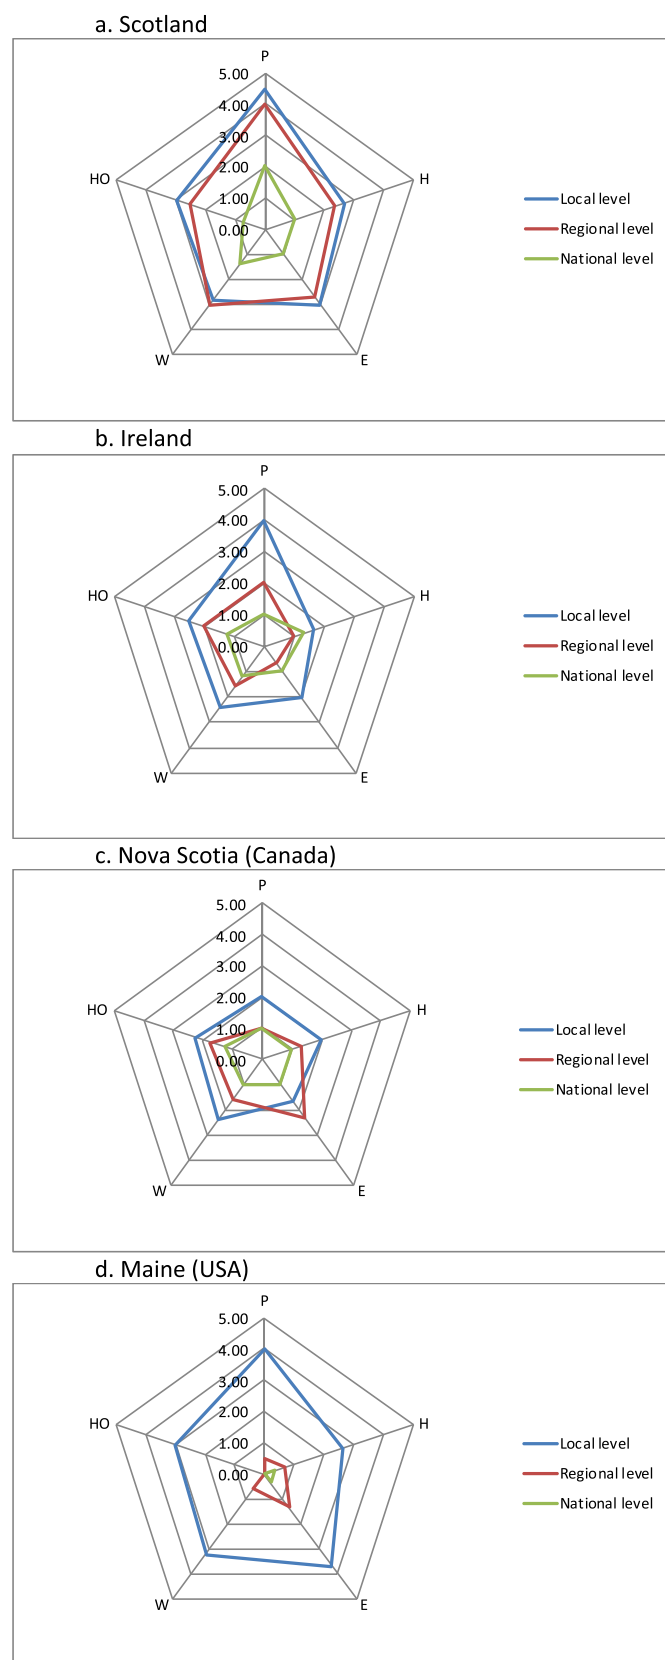 a. Scotland
P
5.00
4.00
3.00
2.00
HO
H
1.00
Local level
0.00
Regional level
National level
W
E
b. Ireland
P
5.00
4.00
3.00
2.00
HO
H
1.00
Local level
0.00
Regional level
National level
W
E
c. Nova Scotia (Canada)
P
5.00
4.00
3.00
2.00
HO
H
1.00
Local level
0.00
Regional level
National level
W
E
d. Maine (USA)
P
5.00
4.00
3.00
2.00
HO
H
1.00
Local level
0.00
Regional level
National level
W
E